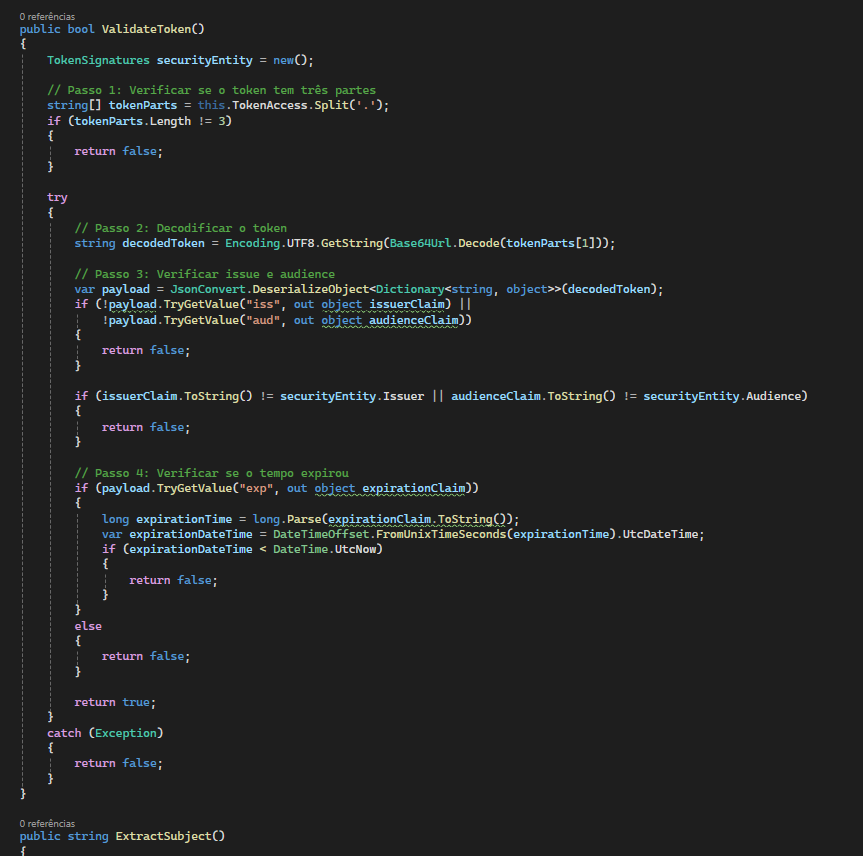 0 referências
public bool ValidateToken()
{
TokenSignatures securityEntity = new();
// Passo 1: Verificar se o token tem três partes
string[] tokenParts = this.TokenAccess.Split('.');
if (tokenParts.Length != 3)
{
return false;
}
try
{
// Passo 2: Decodificar o token
string decodedToken = Encoding.UTF8.GetString(Base64Url.Decode(tokenParts[1]));
// Passo 3: Verificar issue e audience
var payload = JsonConvert.DeserializeObject<Dictionary<string, object>>(decodedToken);
if (!payload.TryGetValue("iss", out object issuerClaim) ||
!payload.TryGetValue("aud", out object audienceClaim))
{
return false;
}
if (issuerClaim.ToString() != securityEntity.Issuer || audienceClaim.ToString() != securityEntity.Audience)
{
return false;
}
// Passo 4: Verificar se o tempo expirou
if (payload.TryGetValue("exp", out object expirationClaim))
{
long expirationTime = long.Parse(expirationClaim.ToString());
var expirationDateTime = DateTimeOffset.FromUnixTimeSeconds(expirationTime).UtcDateTime;
if (expirationDateTime < DateTime.UtcNow)
{
return false;
}
}
else
{
return false;
}
return true;
}
catch (Exception)
{
return false;
}
}
0 referências
public string ExtractSubject()
{